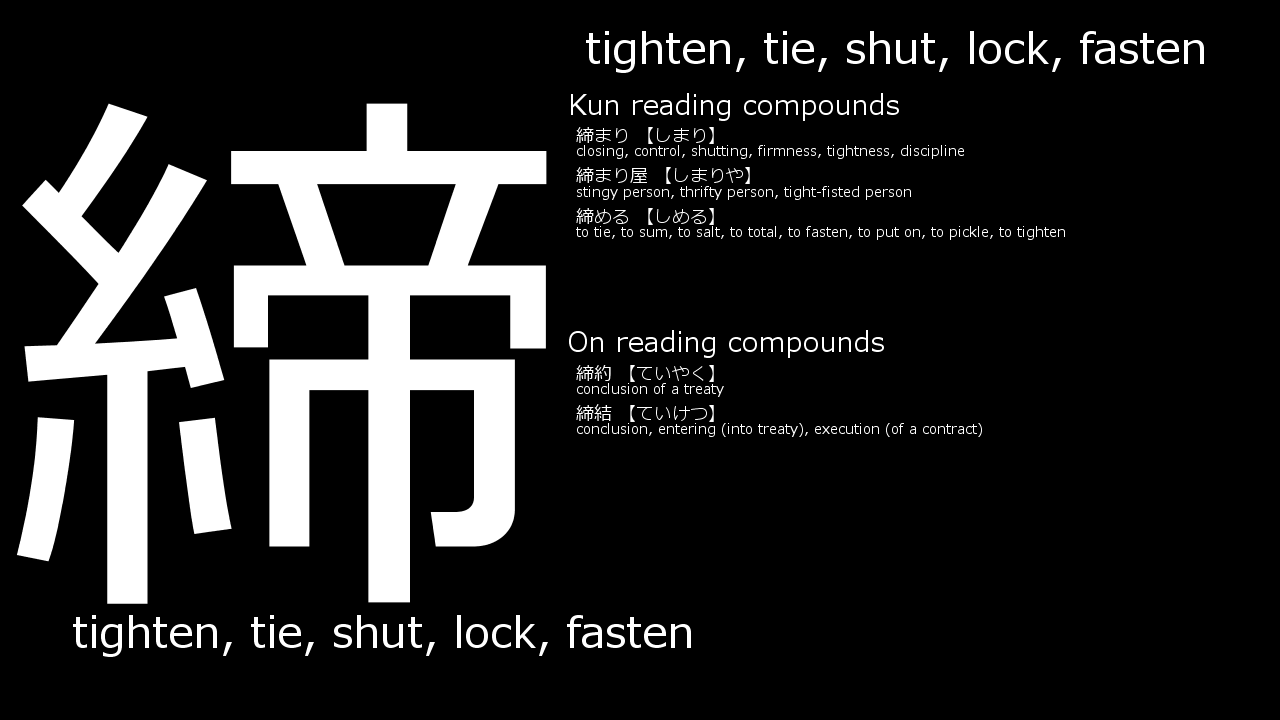 締
tighten, tie, shut, lock, fasten
tighten, tie, shut, lock, fasten
Kun reading compounds
締まり 【しまり】
closing, control, shutting, firmness, tightness, discipline
締まり屋 【しまりや】
stingy person, thrifty person, tight-fisted person
締める 【しめる】
to tie, to sum, to salt, to total, to fasten, to put on, to pickle, to tighten
On reading compounds
締約 【ていやく】
conclusion of a treaty
締結 【ていけつ】
conclusion, entering (into treaty), execution (of a contract)